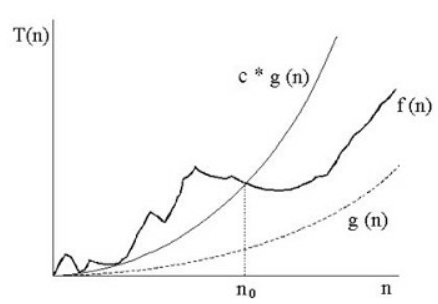 T(n)
c * g (n)
f (n)
g (n)
n₀
n